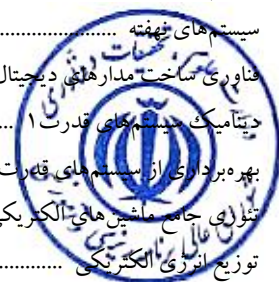 سیستم‌های نهفته ......................
فناوری ساخت مدارهای دیجیتال
دینامیک سیستم‌های قدرت ۱ ...
بهره‌برداری از سیستم‌های قدرت
تئوری جامع ماشین‌های الکتریکی
توزیع انرژی الکتریکی .............